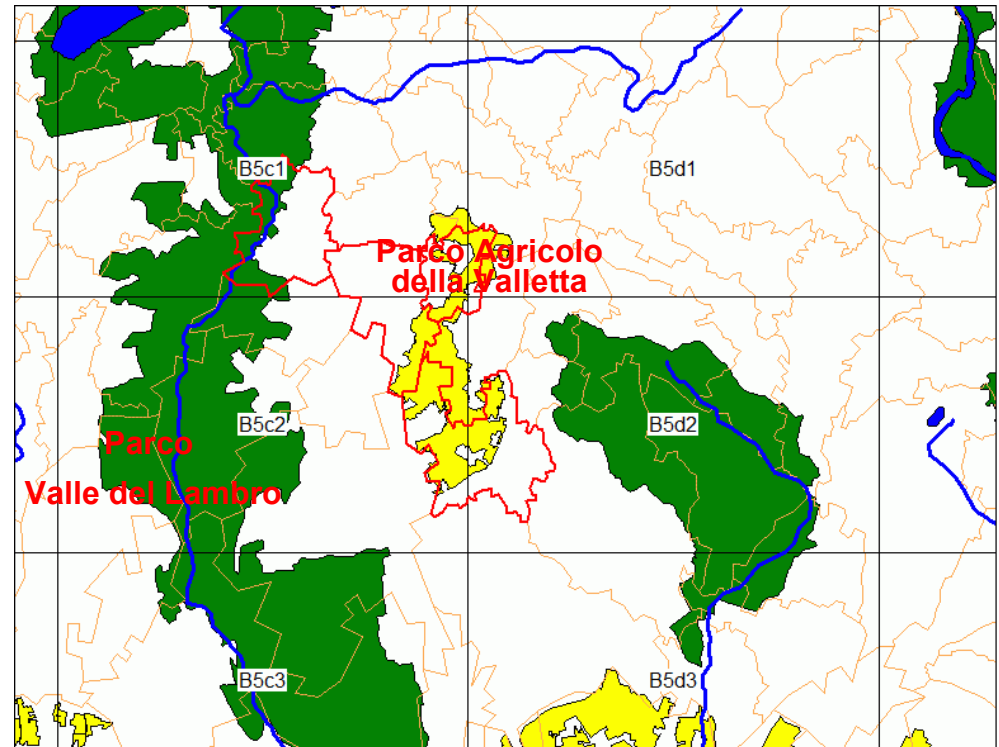 B5c1
B5d1
Parco Agricolo
della Valletta
B5c2
B5d2
Parco
Valle del Lambro
B5c3
B5d3